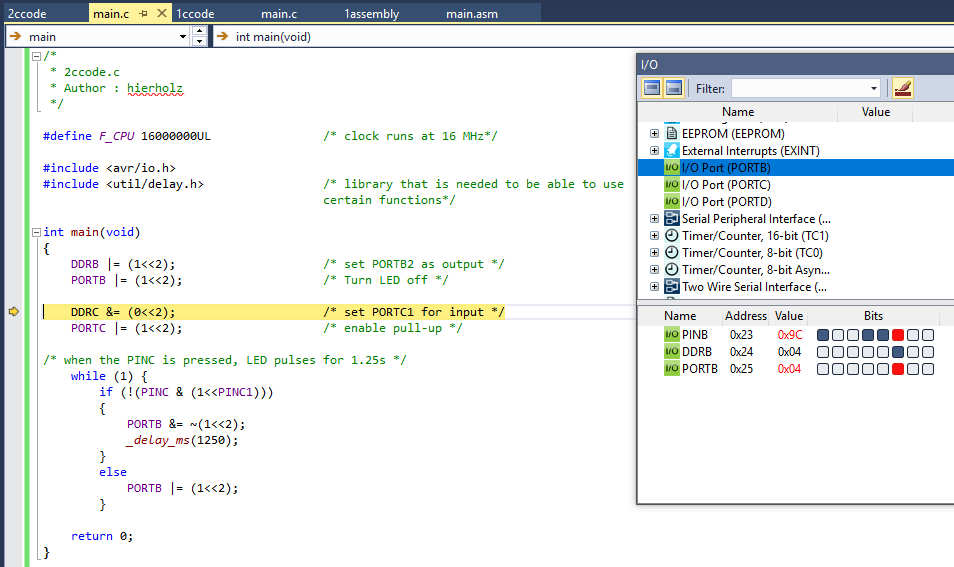 2ccode main.c 1ccode main.c 1assembly main.asm
main int main(void)
/*
* 2ccode.c
* Author : hierholz
*/
#define F_CPU 16000000UL /* clock runs at 16 MHz*/
#include <avr/io.h>
#include <util/delay.h> /* library that is needed to be able to use
certain functions*/
int main(void)
{
DDRB |= (1<<2); /* set PORTB2 as output */
PORTB |= (1<<2); /* Turn LED off */
DDRC &= (0<<2); /* set PORTC1 for input */
PORTC |= (1<<2); /* enable pull-up */
/* when the PINC is pressed, LED pulses for 1.25s */
while (1) {
if (!(PINC & (1<<PINC1)))
{
PORTB &= ~(1<<2);
_delay_ms(1250);
}
else
PORTB |= (1<<2);
}
return 0;
}
I/O
Filter:
Name Value
EEPROM (EEPROM)
External Interrupts (EXINT)
I/O I/O Port (PORTB)
I/O I/O Port (PORTC)
I/O I/O Port (PORTD)
Serial Peripheral Interface (...
Timer/Counter, 16-bit (TC1)
Timer/Counter, 8-bit (TC0)
Timer/Counter, 8-bit Asyn...
Two Wire Serial Interface (...
Name Address Value Bits
I/O PINB 0x23 0x9C
I/O DDRB 0x24 0x04
I/O PORTB 0x25 0x04